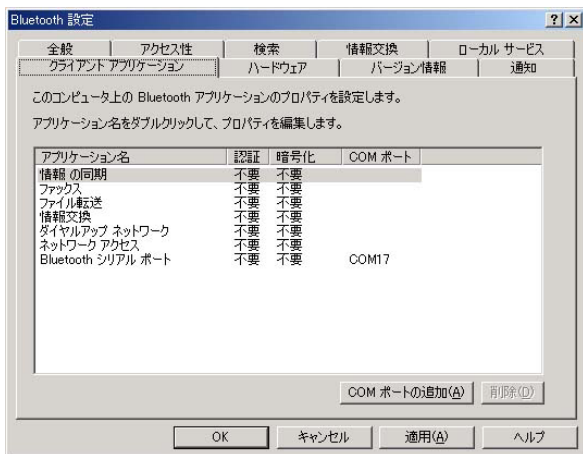 Bluetooth 設定
全般 アクセス性 検索 情報交換 ローカル サービス
クライアント アプリケーション ハードウェア バージョン情報 通知
このコンピュータ上の Bluetooth アプリケーションのプロパティを設定します。
アプリケーション名をダブルクリックして、プロパティを編集します。
アプリケーション名 認証 暗号化 COM ポート
情報 の同期 不要 不要
ファックス 不要 不要
ファイル転送 不要 不要
情報交換 不要 不要
ダイヤルアップ ネットワーク 不要 不要
ネットワーク アクセス 不要 不要
Bluetooth シリアル ポート 不要 不要 COM17
COM ポートの追加(A) 削除(D)
OK キャンセル 適用(A) ヘルプ